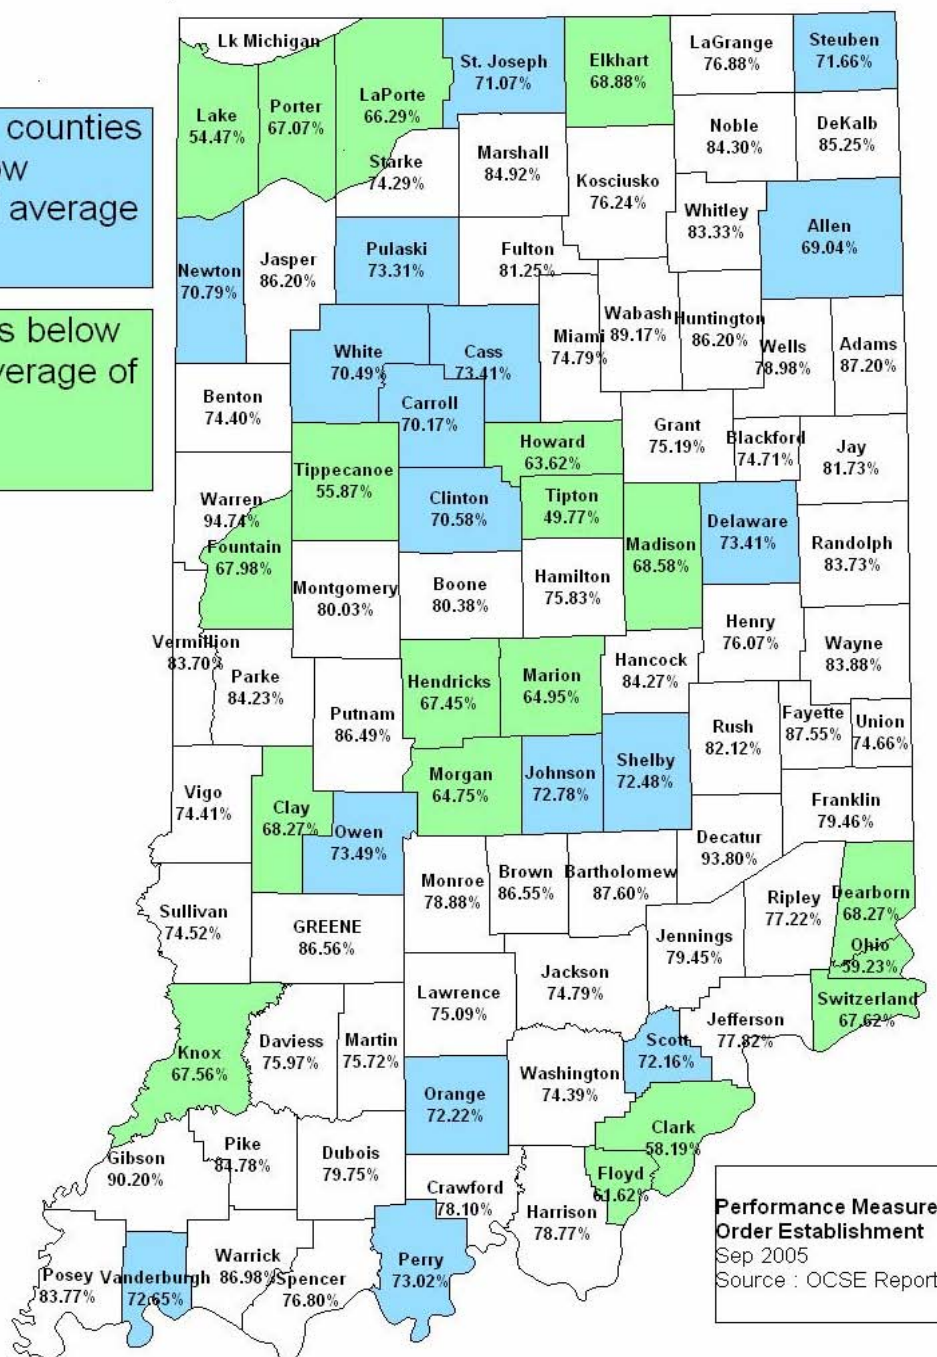 Lk Michigan
Lake
54.47%
Porter
67.07%
LaPorte
66.29%
St. Joseph
71.07%
Elkhart
68.88%
LaGrange
76.88%
Steuben
71.66%
counties
ow
average
s below
verage of
Starke
74.29%
Marshall
84.92%
Kosciusko
76.24%
Noble
84.30%
DeKalb
85.25%
Whitley
83.33%
Allen
69.04%
Newton
70.79%
Jasper
86.20%
Pulaski
73.31%
Fulton
81.25%
White
70.49%
Cass
73.41%
Miami
74.79%
Wabash
89.17%
Huntington
86.20%
Wells
78.98%
Adams
87.20%
Benton
74.40%
Carroll
70.17%
Howard
63.62%
Grant
75.19%
Blackford
74.71%
Jay
81.73%
Warren
94.74%
Tippecanoe
55.87%
Clinton
70.58%
Tipton
49.77%
Madison
68.58%
Delaware
73.41%
Randolph
83.73%
Fountain
67.98%
Montgomery
80.03%
Boone
80.38%
Hamilton
75.83%
Henry
76.07%
Wayne
83.88%
Vermillion
83.70%
Parke
84.23%
Putnam
86.49%
Hendricks
67.45%
Marion
64.95%
Hancock
84.27%
Rush
82.12%
Fayette
87.55%
Union
74.66%
Vigo
74.41%
Clay
68.27%
Owen
73.49%
Morgan
64.75%
Johnson
72.78%
Shelby
72.48%
Decatur
93.80%
Franklin
79.46%
Sullivan
74.52%
GREENE
86.56%
Monroe
78.88%
Brown
86.55%
Bartholomew
87.60%
Jennings
79.45%
Ripley
77.22%
Dearborn
68.27%
Ohio
59.23%
Switzerland
67.62%
Knox
67.56%
Daviess
75.97%
Martin
75.72%
Lawrence
75.09%
Jackson
74.79%
Jefferson
77.82%
Scott
72.16%
Orange
72.22%
Washington
74.39%
Clark
58.19%
Floyd
61.62%
Gibson
90.20%
Pike
84.78%
Dubois
79.75%
Crawford
78.10%
Harrison
78.77%
Posey
83.77%
Vanderburgh
72.65%
Warrick
86.98%
Spencer
76.80%
Perry
73.02%
Performance Measure
Order Establishment
Sep 2005
Source : OCSE Report